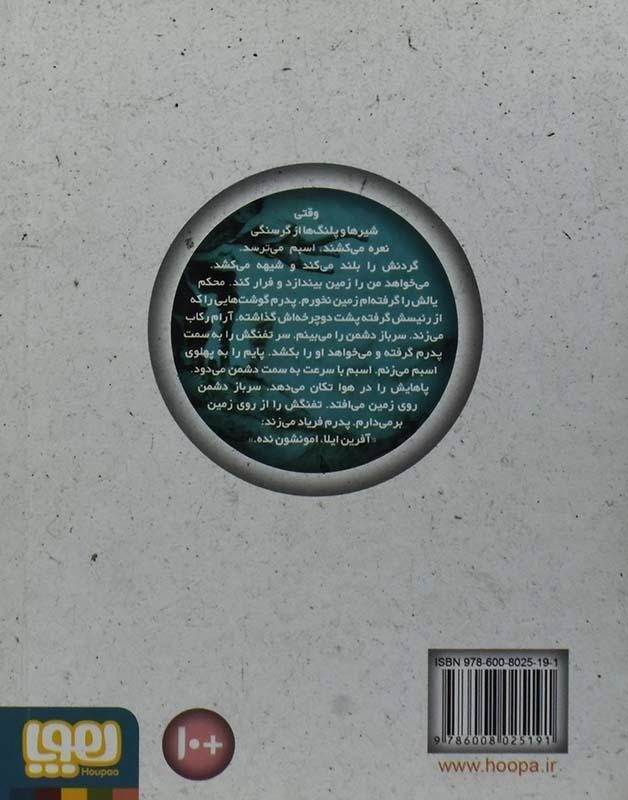 وقتی
شیرها و پلنگ‌ها از گرسنگی
نعره می‌کشند، اسبم می‌ترسد.
گردنش را بلند می‌کند و شیهه می‌کشد.
می‌خواهد من را زمین بیندازد و فرار کند. محکم
یالش را گرفته‌ام زمین نخورم. پدرم گوشت‌هایی را که
از رئیسش گرفته پشت دوچرخه‌اش گذاشته. آرام رکاب
می‌زند. سرباز دشمن را می‌بینم. سر تفنگش را به سمت
پدرم گرفته و می‌خواهد او را بکشد. پایم را به پهلوی
اسبم می‌زنم. اسبم با سرعت به سمت دشمن می‌دود.
پاهایش را در هوا تکان می‌دهد. سرباز دشمن
روی زمین می‌افتد. تفنگش را از روی زمین
برمی‌دارم. پدرم فریاد می‌زند:
«آفرین ایلا، امونشون نده.»
ISBN 978-600-8025-19-1
9 786008 025191
www.hoopa.ir
+۱۰
هوپا
Houpaa